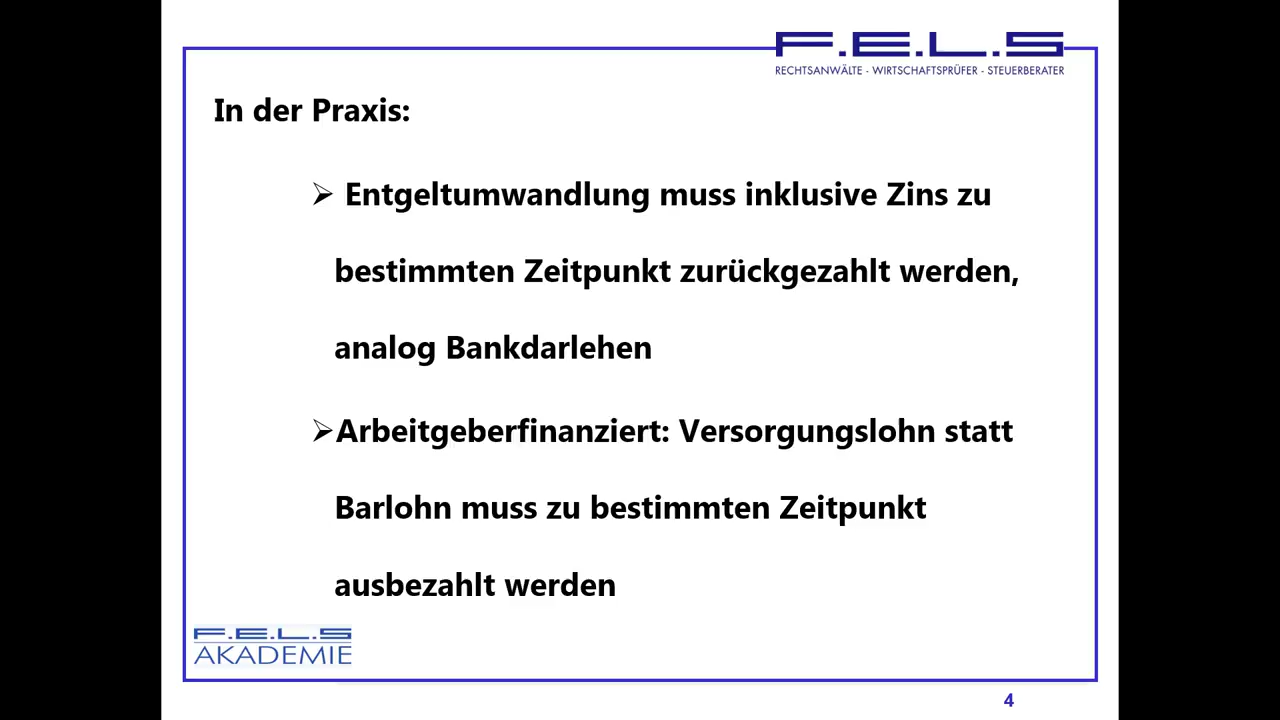 F.E.L.S
RECHTSANWÄLTE - WIRTSCHAFTSPRÜFER - STEUERBERATER
In der Praxis:
➢ Entgeltumwandlung muss inklusive Zins zu
bestimmten Zeitpunkt zurückgezahlt werden,
analog Bankdarlehen
➢Arbeitgeberfinanziert: Versorgungslohn statt
Barlohn muss zu bestimmten Zeitpunkt
ausbezahlt werden
F.E.L.S
AKADEMIE
4